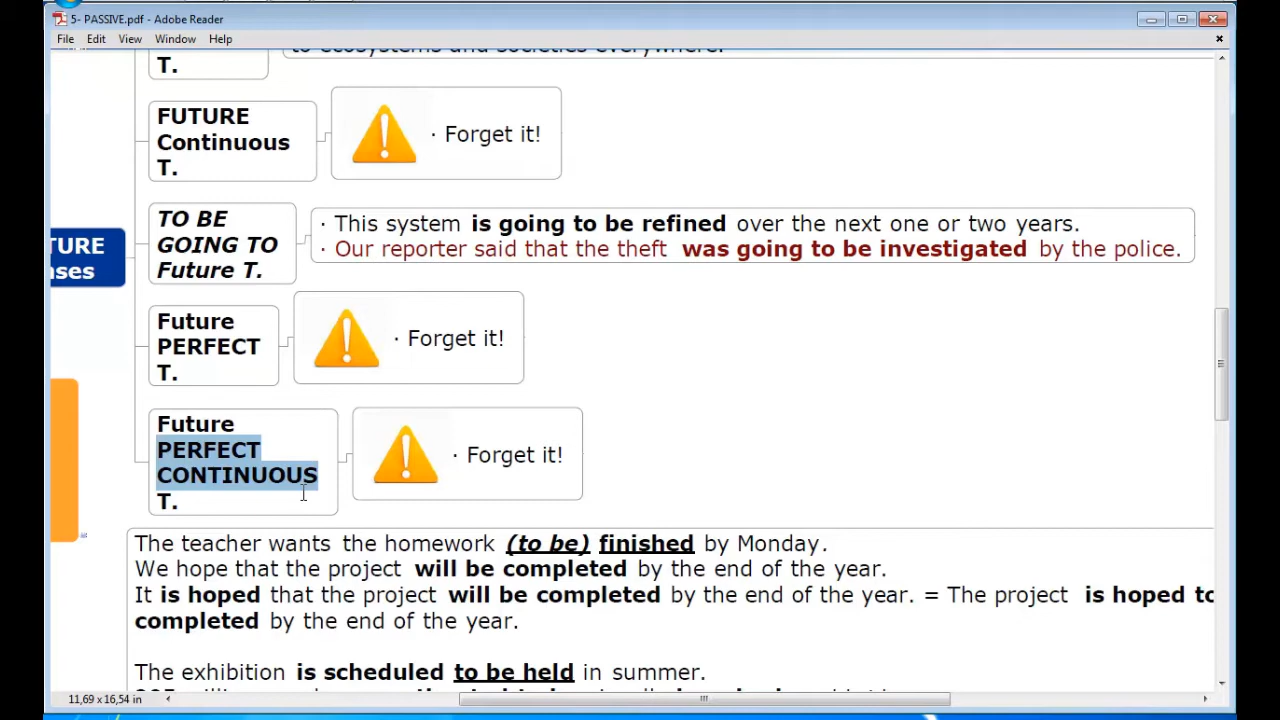 5- PASSIVE.pdf - Adobe Reader
File Edit View Window Help
to ecosystems and societies everywhere.
T.
FUTURE
Continuous
T.
· Forget it!
TO BE
GOING TO
Future T.
· This system is going to be refined over the next one or two years.
· Our reporter said that the theft was going to be investigated by the police.
TURE
nses
Future
PERFECT
T.
· Forget it!
Future
PERFECT
CONTINUOUS
T.
· Forget it!
The teacher wants the homework (to be) finished by Monday.
We hope that the project will be completed by the end of the year.
It is hoped that the project will be completed by the end of the year. = The project is hoped to
completed by the end of the year.
The exhibition is scheduled to be held in summer.
11,69 x 16,54 in